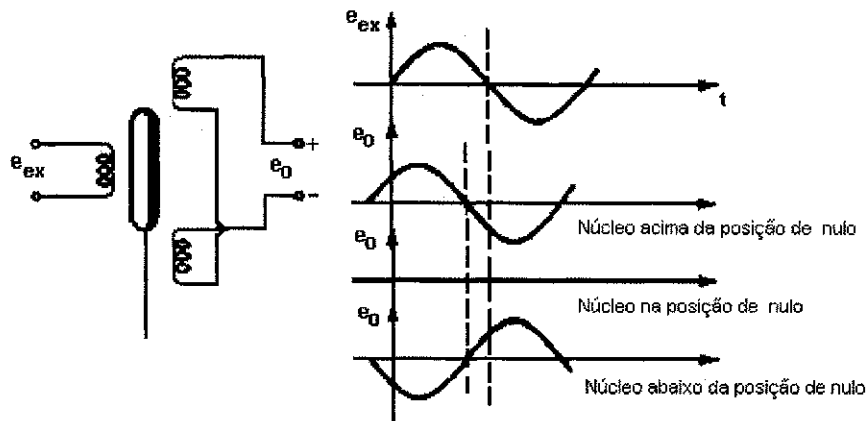 e_ex
e_0
+
-
e_ex
t
e_0
Núcleo acima da posição de nulo
e_0
Núcleo na posição de nulo
e_0
Núcleo abaixo da posição de nulo